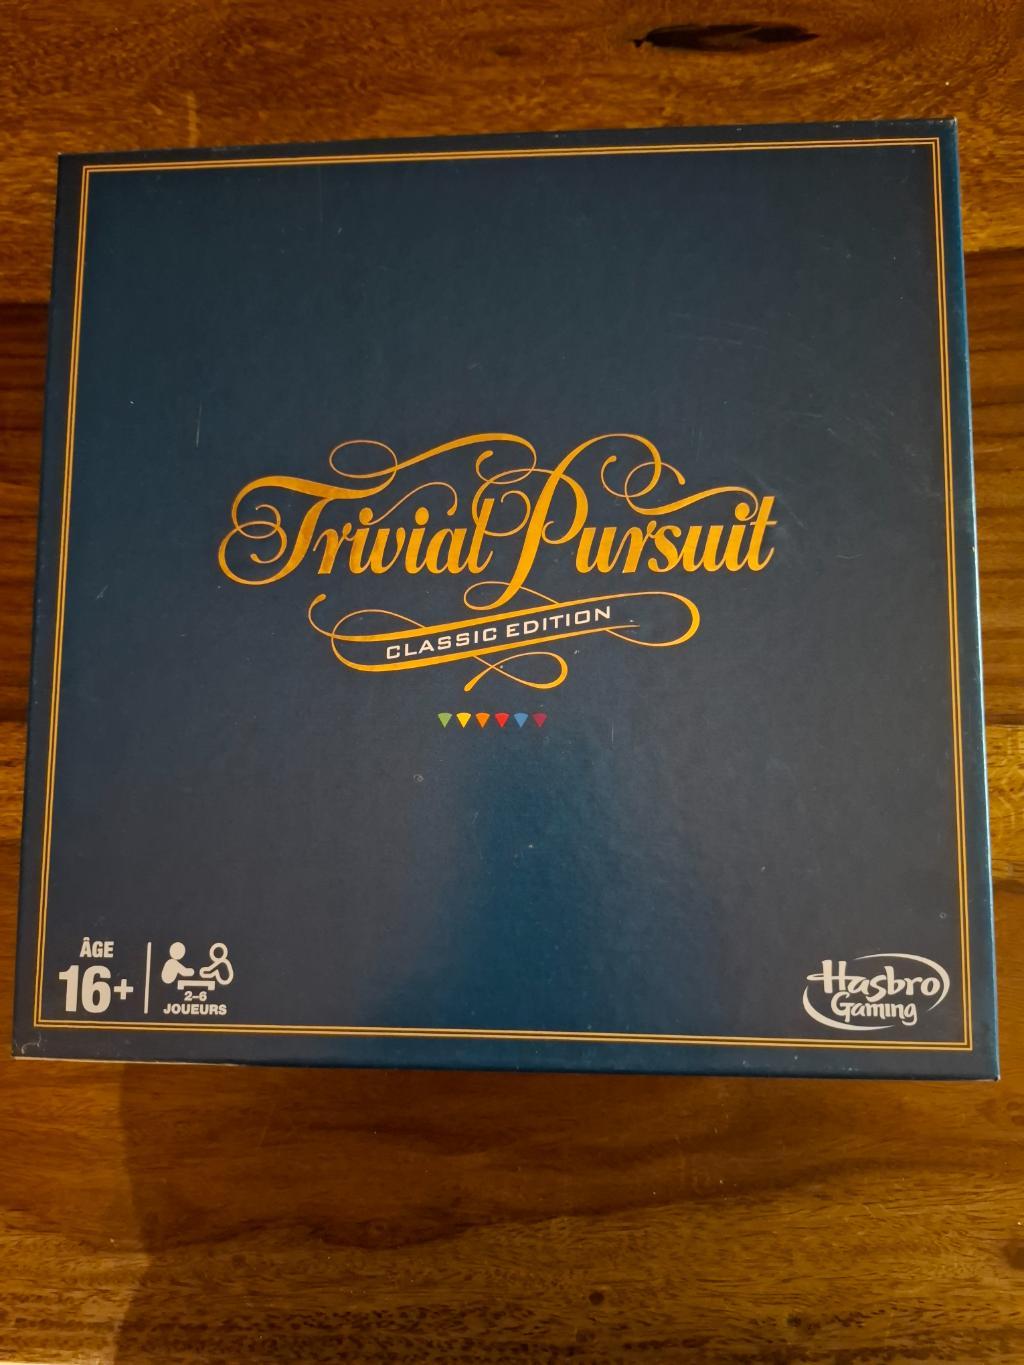 Trivial Pursuit
CLASSIC EDITION
ÂGE
16+
2-6
JOUEURS
Hasbro
Gaming